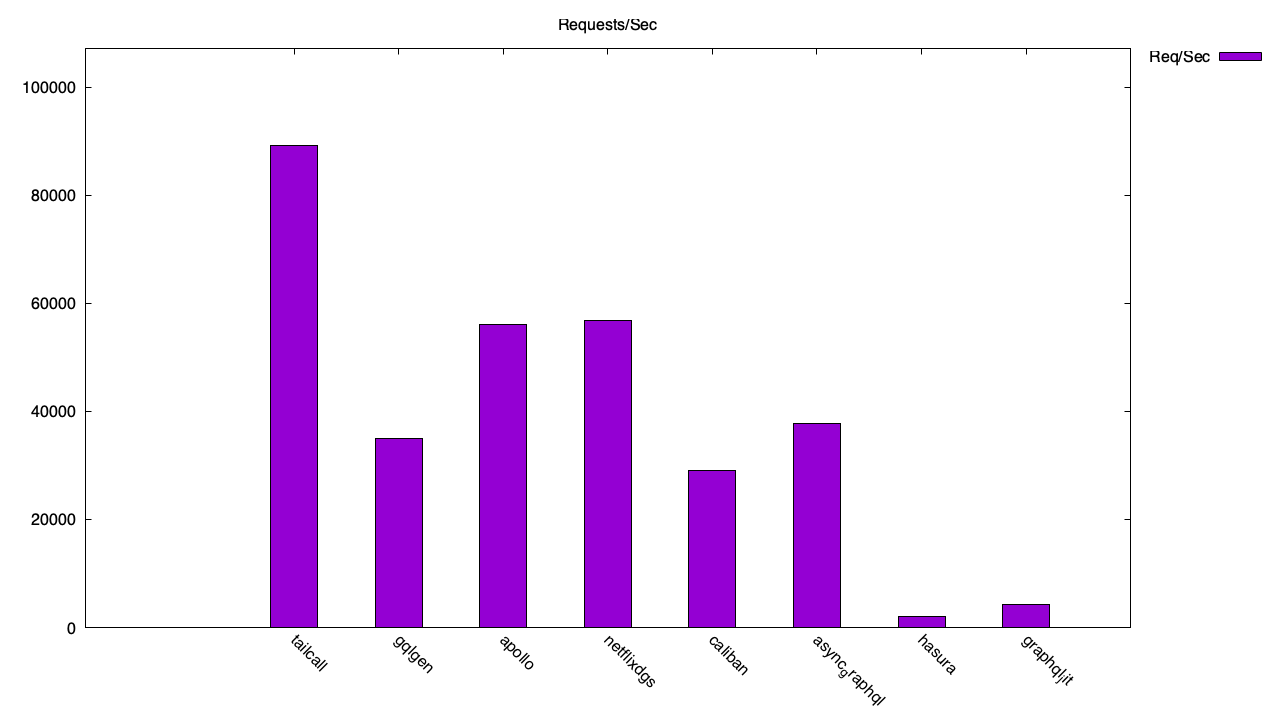 Requests/Sec
Req/Sec
100000
80000
60000
40000
20000
0
tailcall
gqlgen
apollo
netflixdgs
caliban
async_graphql
hasura
graphql_jit